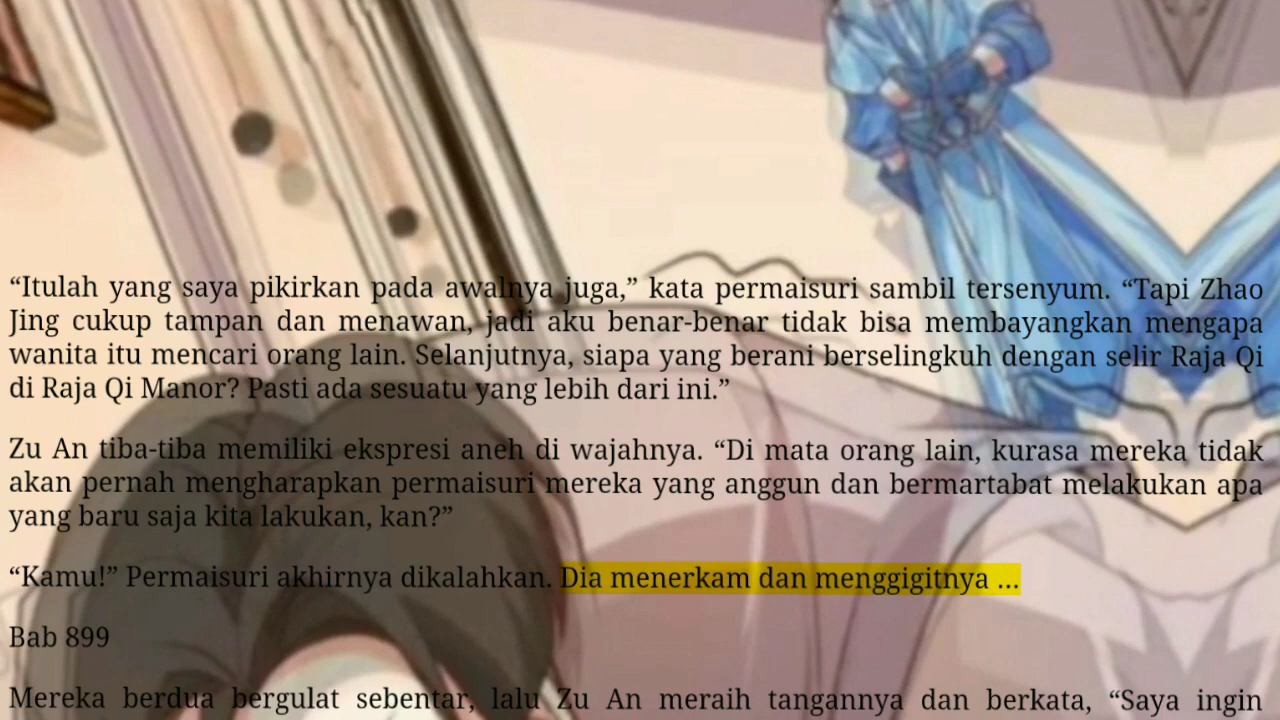 “Itulah yang saya pikirkan pada awalnya juga,” kata permaisuri sambil tersenyum. “Tapi Zhao
Jing cukup tampan dan menawan, jadi aku benar-benar tidak bisa membayangkan mengapa
wanita itu mencari orang lain. Selanjutnya, siapa yang berani berselingkuh dengan selir Raja Qi
di Raja Qi Manor? Pasti ada sesuatu yang lebih dari ini.”
Zu An tiba-tiba memiliki ekspresi aneh di wajahnya. “Di mata orang lain, kurasa mereka tidak
akan pernah mengharapkan permaisuri mereka yang anggun dan bermartabat melakukan apa
yang baru saja kita lakukan, kan?”
“Kamu!” Permaisuri akhirnya dikalahkan. Dia menerkam dan menggigitnya ...
Bab 899
Mereka berdua bergulat sebentar, lalu Zu An meraih tangannya dan berkata, “Saya ingin